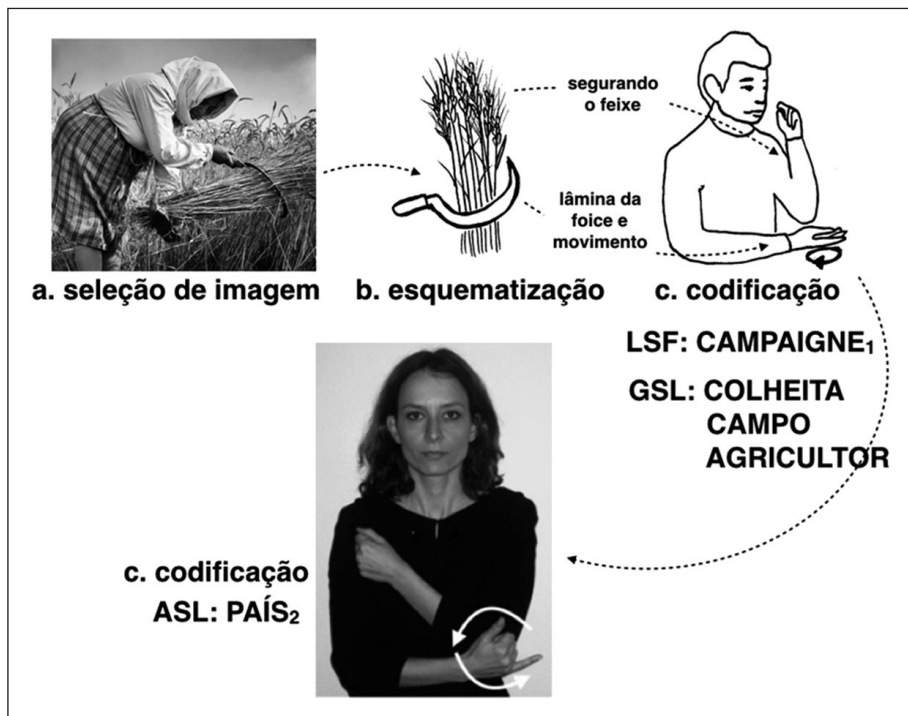 segurando
o feixe
lâmina da
foice e
movimento
a. seleção de imagem
b. esquematização
c. codificação
LSF: CAMPAIGNE₁
GSL: COLHEITA
CAMPO
AGRICULTOR
c. codificação
ASL: PAÍS₂